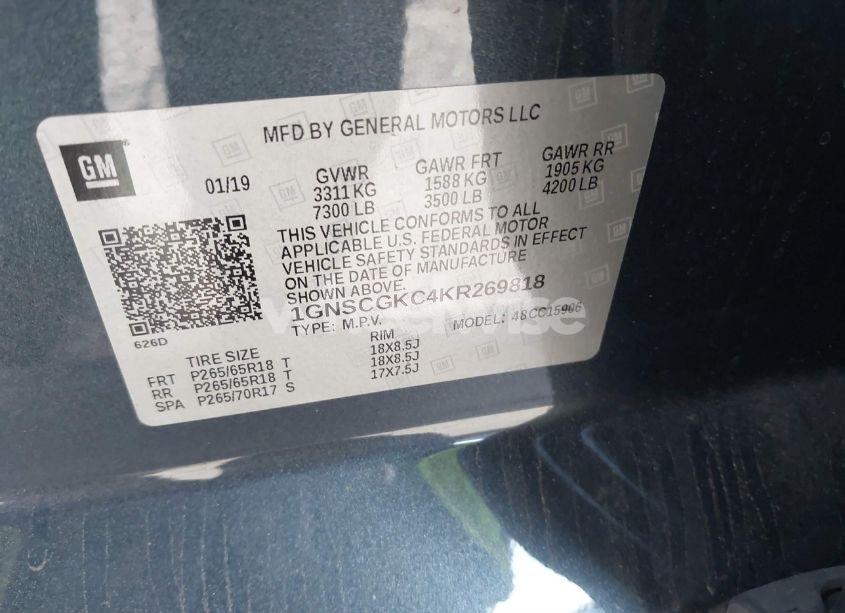 MFD BY GENERAL MOTORS LLC
GM
01/19
GVWR GAWR FRT GAWR RR
3311 KG 1588 KG 1905 KG
7300 LB 3500 LB 4200 LB
THIS VEHICLE CONFORMS TO ALL
APPLICABLE U.S. FEDERAL MOTOR
VEHICLE SAFETY STANDARDS IN EFFECT
ON THE DATE OF MANUFACTURE
SHOWN ABOVE.
1GNSCGKC4KR269818
TYPE: M.P.V. MODEL: 48CC15906
626D
TIRE SIZE RIM
FRT P265/65R18 T 18X8.5J
RR P265/65R18 T 18X8.5J
SPA P265/70R17 S 17X7.5J